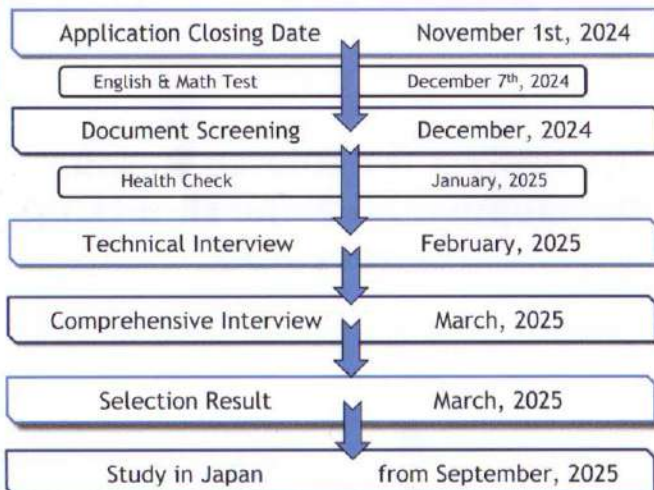 Application Closing Date November 1st, 2024
English & Math Test December 7th, 2024
Document Screening December, 2024
Health Check January, 2025
Technical Interview February, 2025
Comprehensive Interview March, 2025
Selection Result March, 2025
Study in Japan from September, 2025